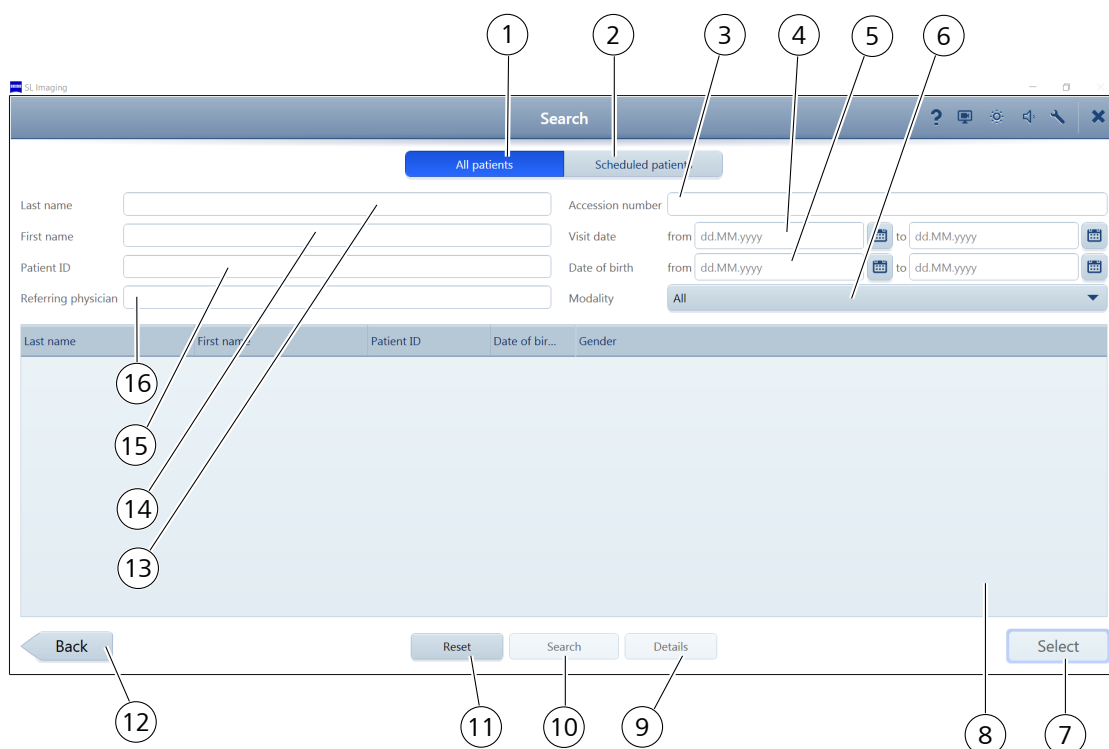 1 2 3 4 5 6
SL Imaging
Search
?
All patients Scheduled patients
Last name Accession number
First name Visit date from dd.MM.yyyy to dd.MM.yyyy
Patient ID Date of birth from dd.MM.yyyy to dd.MM.yyyy
Referring physician Modality All
Last name First name Patient ID Date of bir... Gender
16
15
14
13
Back Reset Search Details Select
12 11 10 9 8 7